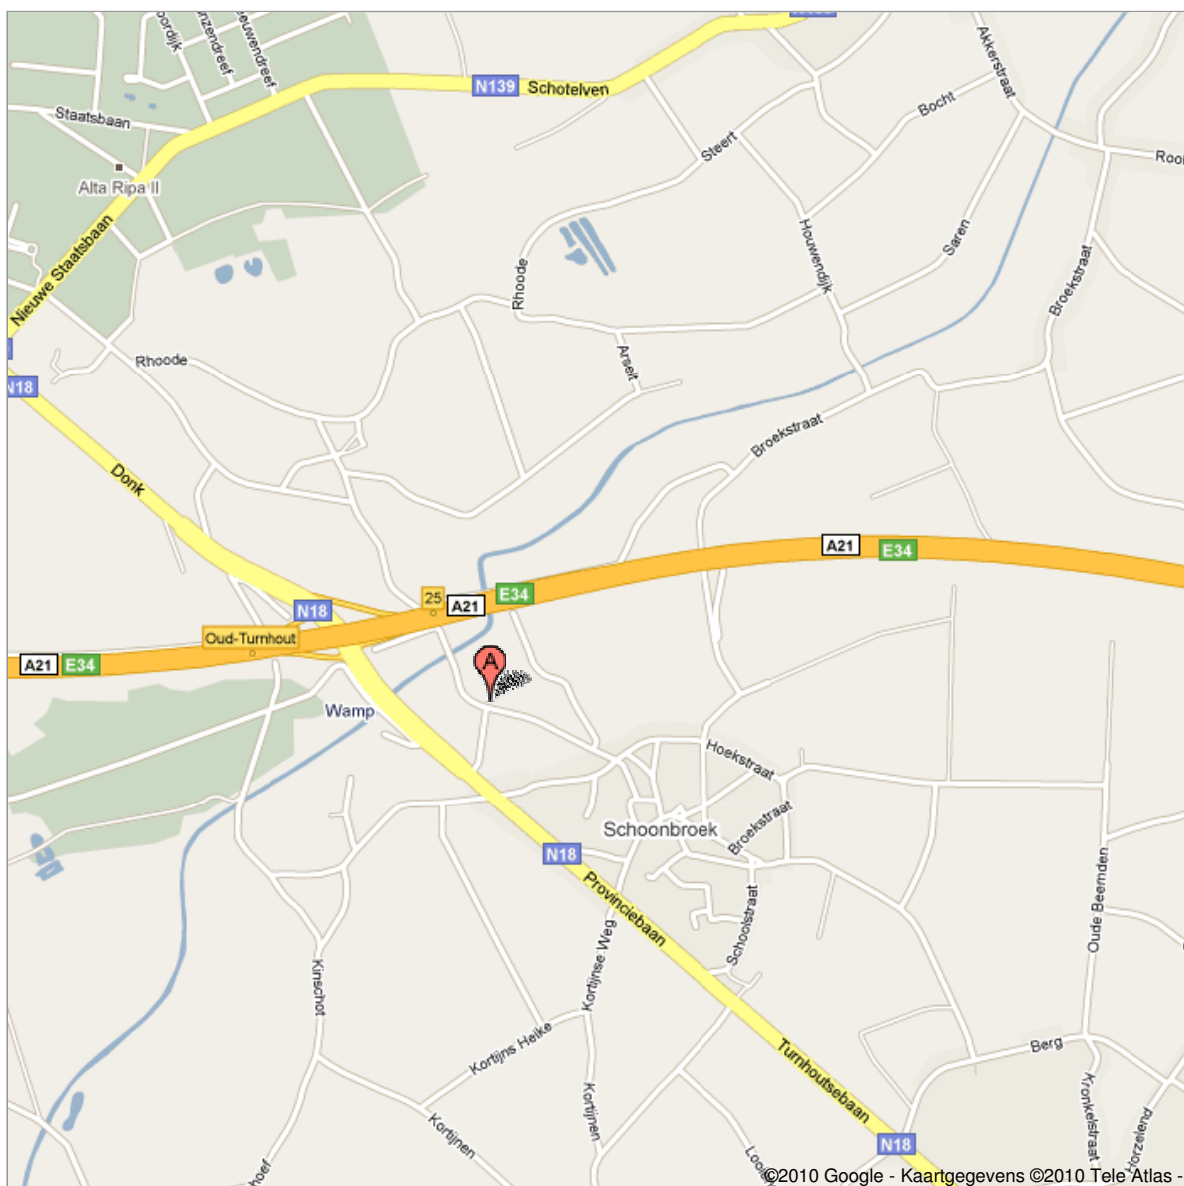 N139
Schotelven
Akkerstraat
Bocht
Staatsbaan
Steert
Alta Ripa II
Nieuwe Staatsbaan
Houwendijk
Saren
Broekstraat
Rhoode
Rhoode
Arseit
N18
Broekstraat
Donk
A21
E34
25
A21
E34
N18
Oud-Turnhout
A21
E34
A
Wamp
Hoekstraat
Schoonbroek
Broekstraat
N18
Provinciebaan
Schoolstraat
Oude Beemden
Kortijnse Weg
Kinschot
Kortijns Heike
Berg
Turnhoutsebaan
Kortijnen
Kortijnen
Kronkelstraat
Horzelend
N18
©2010 Google - Kaartgegevens ©2010 Tele Atlas -